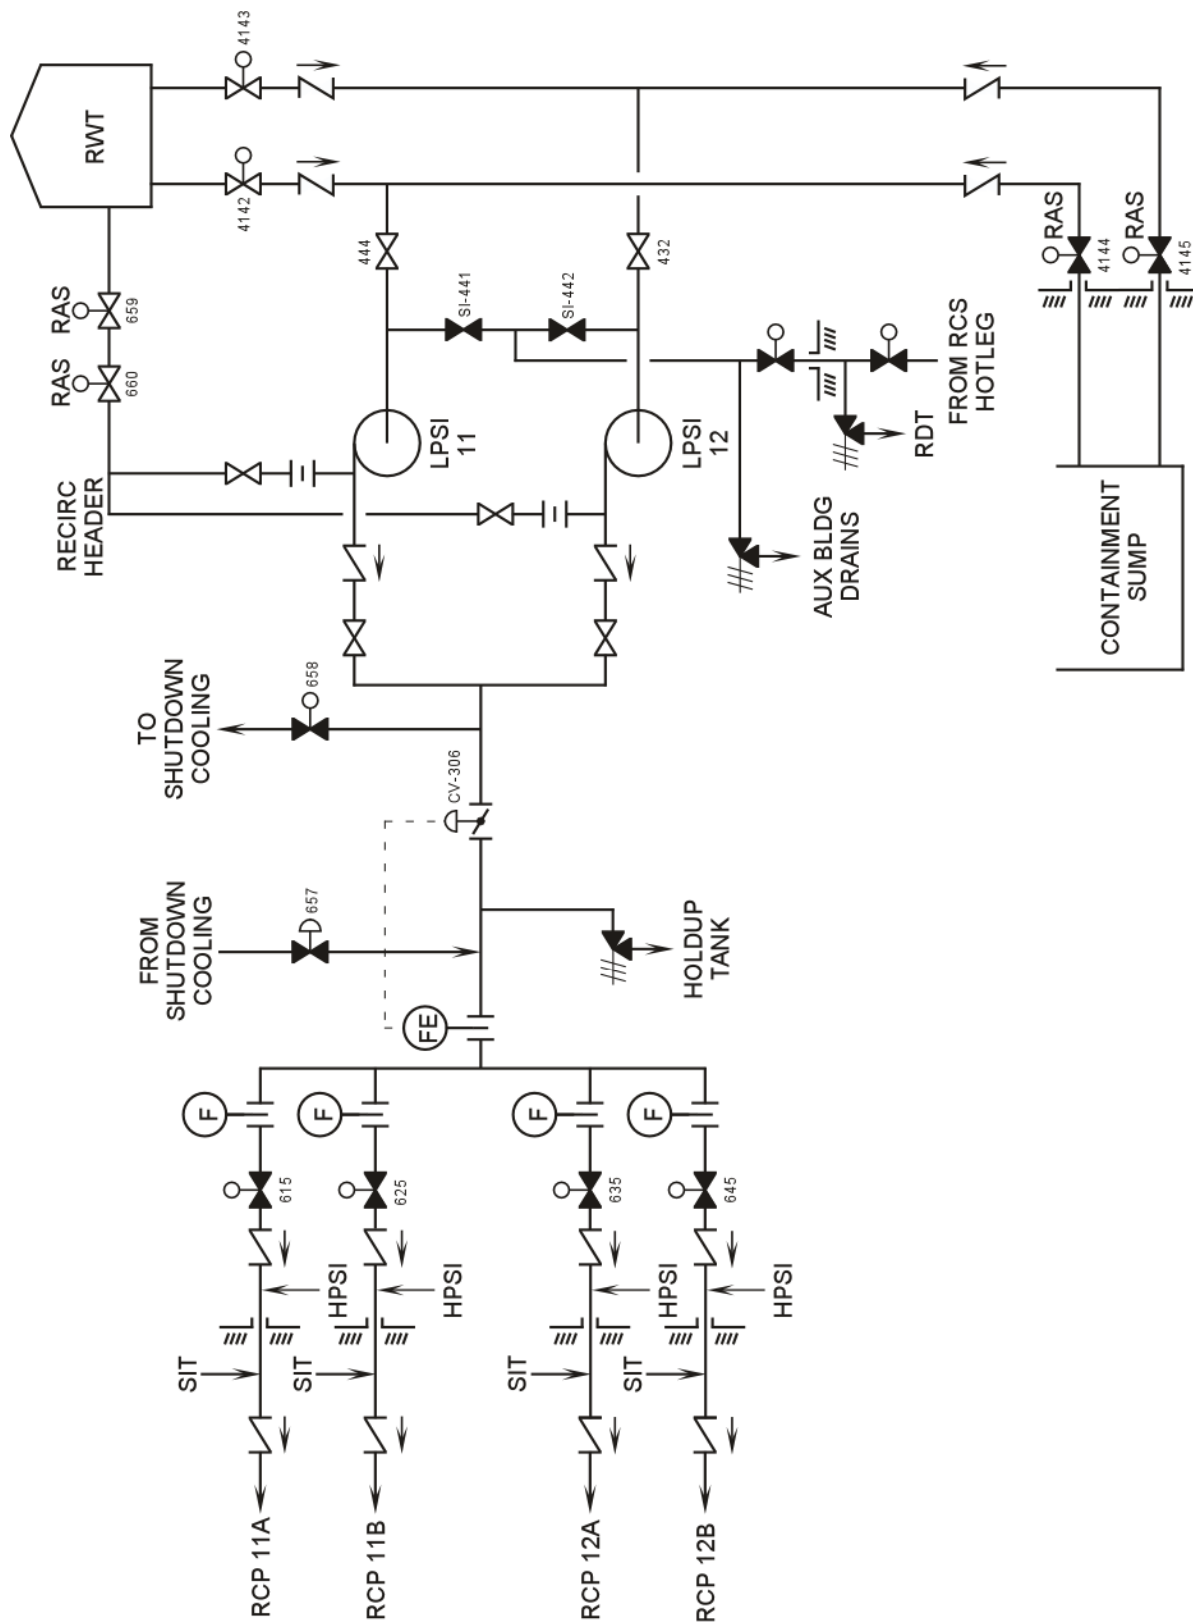 RCP 11A
RCP 11B
RCP 12A
RCP 12B
SIT
SIT
SIT
SIT
HPSI
HPSI
HPSI
HPSI
615
625
635
645
F
F
F
F
FE
FROM
SHUTDOWN
COOLING
657
HOLDUP
TANK
CV-306
TO
SHUTDOWN
COOLING
658
RECIRC
HEADER
RAS
660
RAS
659
LPSI
11
LPSI
12
SI-441
SI-442
444
432
AUX BLDG
DRAINS
RDT
FROM RCS
HOTLEG
RWT
4142
4143
CONTAINMENT
SUMP
RAS
4144
RAS
4145